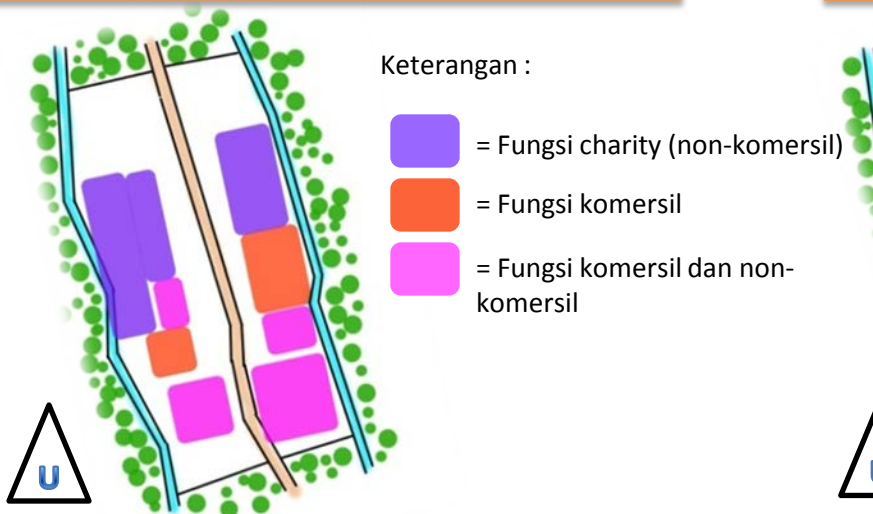 Keterangan :
= Fungsi charity (non-komersil)
= Fungsi komersil
= Fungsi komersil dan non-
komersil
U